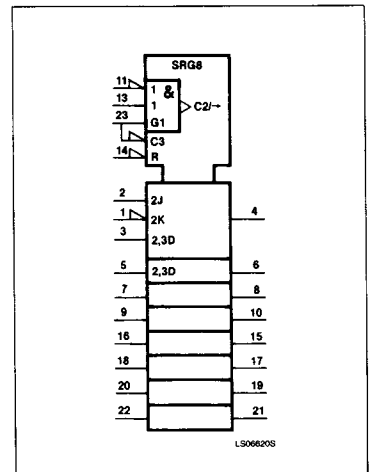 SRG8
11 1 &
13 1 C2/→
23 G1
C3
14 R
2 2J
1 2K 4
3 2,3D
5 2,3D 6
7 8
9 10
16 15
18 17
20 19
22 21
LS06620S